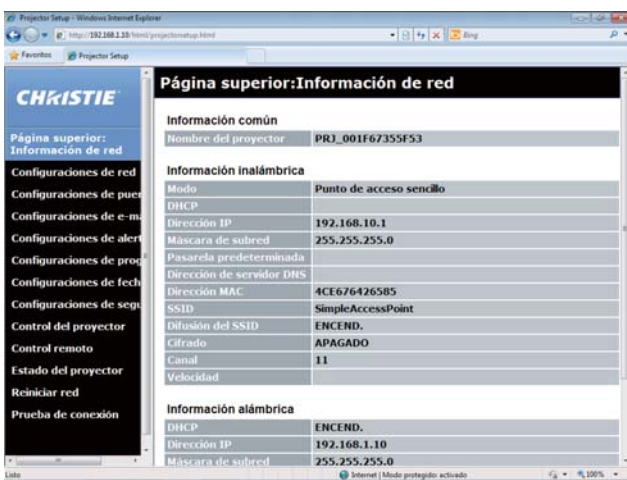 Projector Setup - Windows Internet Explorer
http://192.168.1.10/html/projectorsetup.html
Bing
Favoritos
Projector Setup
CHRISTIE
Página superior:
Información de red
Configuraciones de red
Configuraciones de puer
Configuraciones de e-ma
Configuraciones de alert
Configuraciones de prog
Configuraciones de fech
Configuraciones de segu
Control del proyector
Control remoto
Estado del proyector
Reiniciar red
Prueba de conexión
Página superior:Información de red
Información común
Nombre del proyector PRJ_001F67355F53
Información inalámbrica
Modo Punto de acceso sencillo
DHCP
Dirección IP 192.168.10.1
Máscara de subred 255.255.255.0
Pasarela predeterminada
Dirección de servidor DNS
Dirección MAC 4CE676426585
SSID SimpleAccessPoint
Difusión del SSID ENCEND.
Cifrado APAGADO
Canal 11
Velocidad
Información alámbrica
DHCP ENCEND.
Dirección IP 192.168.1.10
Máscara de subred 255.255.255.0
Listo
Internet | Modo protegido: activado
100%